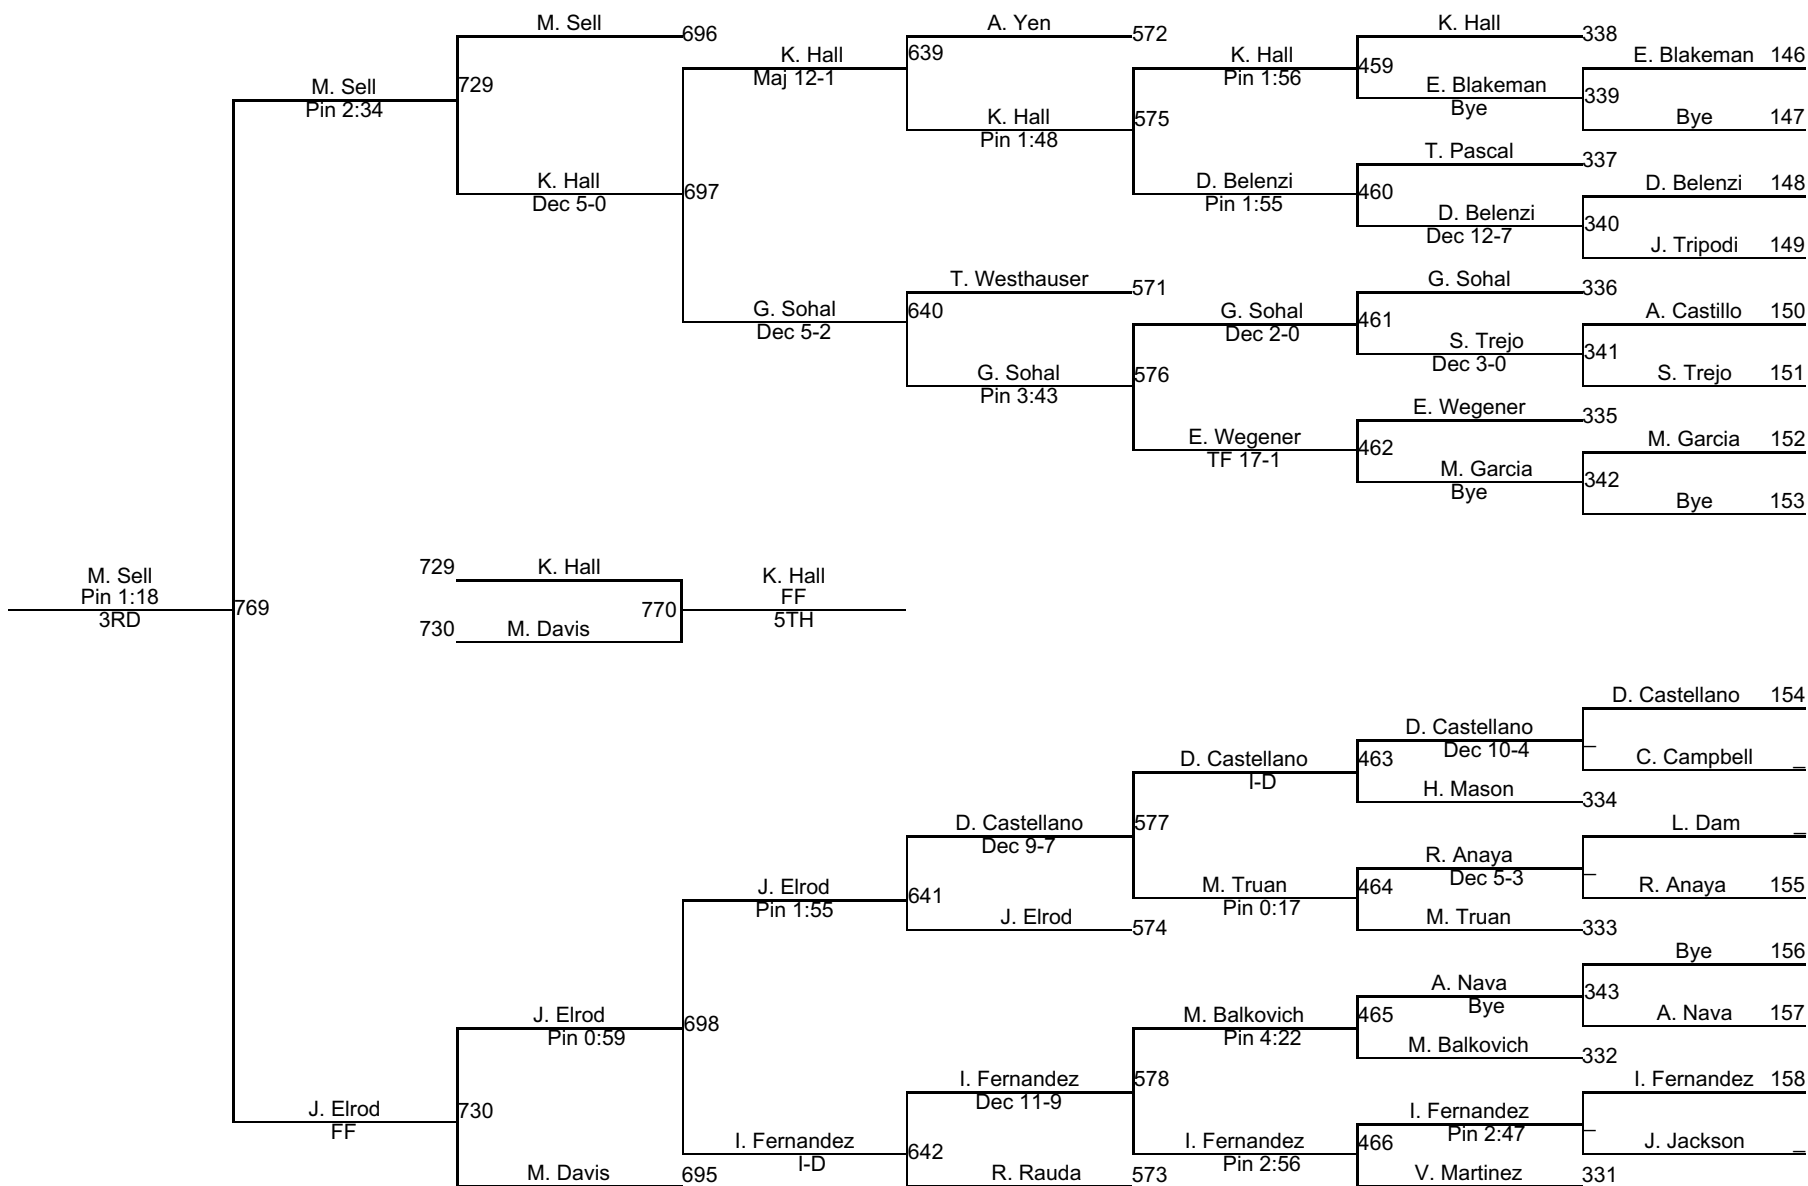 M. Sell 696 A. Yen 572 K. Hall 338
K. Hall 639 K. Hall E. Blakeman 146
Maj 12-1 Pin 1:56 459
M. Sell 729 E. Blakeman 339
Pin 2:34 Bye
K. Hall 575 Bye 147
Pin 1:48
T. Pascal 337
K. Hall 697 D. Belenzi 460 D. Belenzi 148
Dec 5-0 Pin 1:55
D. Belenzi 340
Dec 12-7 J. Tripodi 149
T. Westhauser 571 G. Sohal 336
G. Sohal 640 G. Sohal 461 A. Castillo 150
Dec 5-2 Dec 2-0
S. Trejo 341
Dec 3-0
G. Sohal 576 S. Trejo 151
Pin 3:43
E. Wegener 335
E. Wegener 462 M. Garcia 152
TF 17-1
M. Garcia 342
Bye Bye 153
729 K. Hall K. Hall
M. Sell FF
Pin 1:18 769 770 5TH
3RD
730 M. Davis
D. Castellano 154
D. Castellano _
Dec 10-4
D. Castellano 463 C. Campbell _
I-D
H. Mason 334
D. Castellano 577 L. Dam _
Dec 9-7
R. Anaya _
Dec 5-3
J. Elrod 641 M. Truan 464 R. Anaya 155
Pin 1:55 Pin 0:17
J. Elrod 574 M. Truan 333
Bye 156
A. Nava 343
Bye
J. Elrod 698 M. Balkovich 465 A. Nava 157
Pin 0:59 Pin 4:22
M. Balkovich 332
I. Fernandez 578 I. Fernandez 158
Dec 11-9
J. Elrod 730 I. Fernandez _
FF Pin 2:47
I. Fernandez 642 I. Fernandez 466 J. Jackson _
I-D Pin 2:56
M. Davis 695 R. Rauda 573 V. Martinez 331